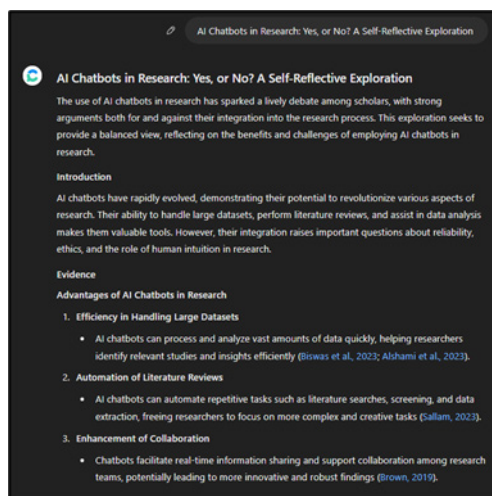 AI Chatbots in Research: Yes, or No? A Self-Reflective Exploration
AI Chatbots in Research: Yes, or No? A Self-Reflective Exploration
The use of AI chatbots in research has sparked a lively debate among scholars, with strong
arguments both for and against their integration into the research process. This exploration seeks to
provide a balanced view, reflecting on the benefits and challenges of employing AI chatbots in
research.
Introduction
AI chatbots have rapidly evolved, demonstrating their potential to revolutionize various aspects of
research. Their ability to handle large datasets, perform literature reviews, and assist in data analysis
makes them valuable tools. However, their integration raises important questions about reliability,
ethics, and the role of human intuition in research.
Evidence
Advantages of AI Chatbots in Research
1. Efficiency in Handling Large Datasets
• AI chatbots can process and analyze vast amounts of data quickly, helping researchers
identify relevant studies and insights efficiently (Biswas et al., 2023; Alshami et al., 2023).
2. Automation of Literature Reviews
• AI chatbots can automate repetitive tasks such as literature searches, screening, and data
extraction, freeing researchers to focus on more complex and creative tasks (Sallam, 2023).
3. Enhancement of Collaboration
• Chatbots facilitate real-time information sharing and support collaboration among research
teams, potentially leading to more innovative and robust findings (Brown, 2019).